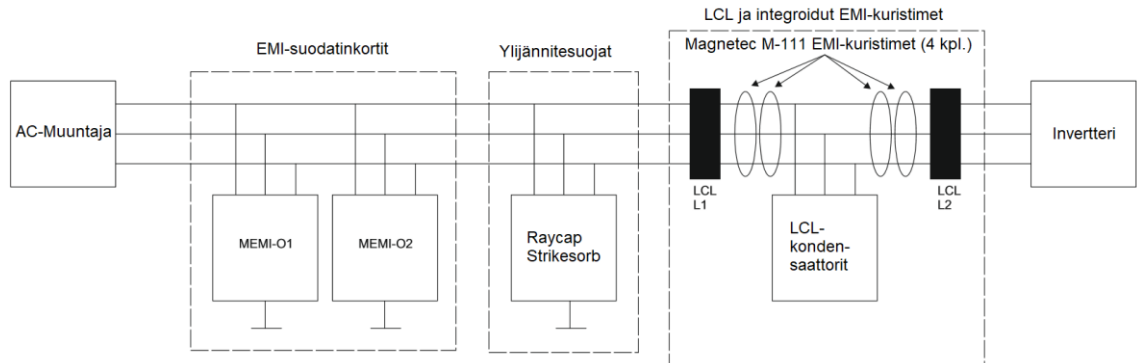 LCL ja integroidut EMI-kuristimet
EMI-suodatinkortit
Ylijännitesuojat
Magnetec M-111 EMI-kuristimet (4 kpl.)
AC-Muuntaja
Invertteri
LCL
L1
LCL
L2
MEMI-O1
MEMI-O2
Raycap
Strikesorb
LCL-
konden-
saattorit